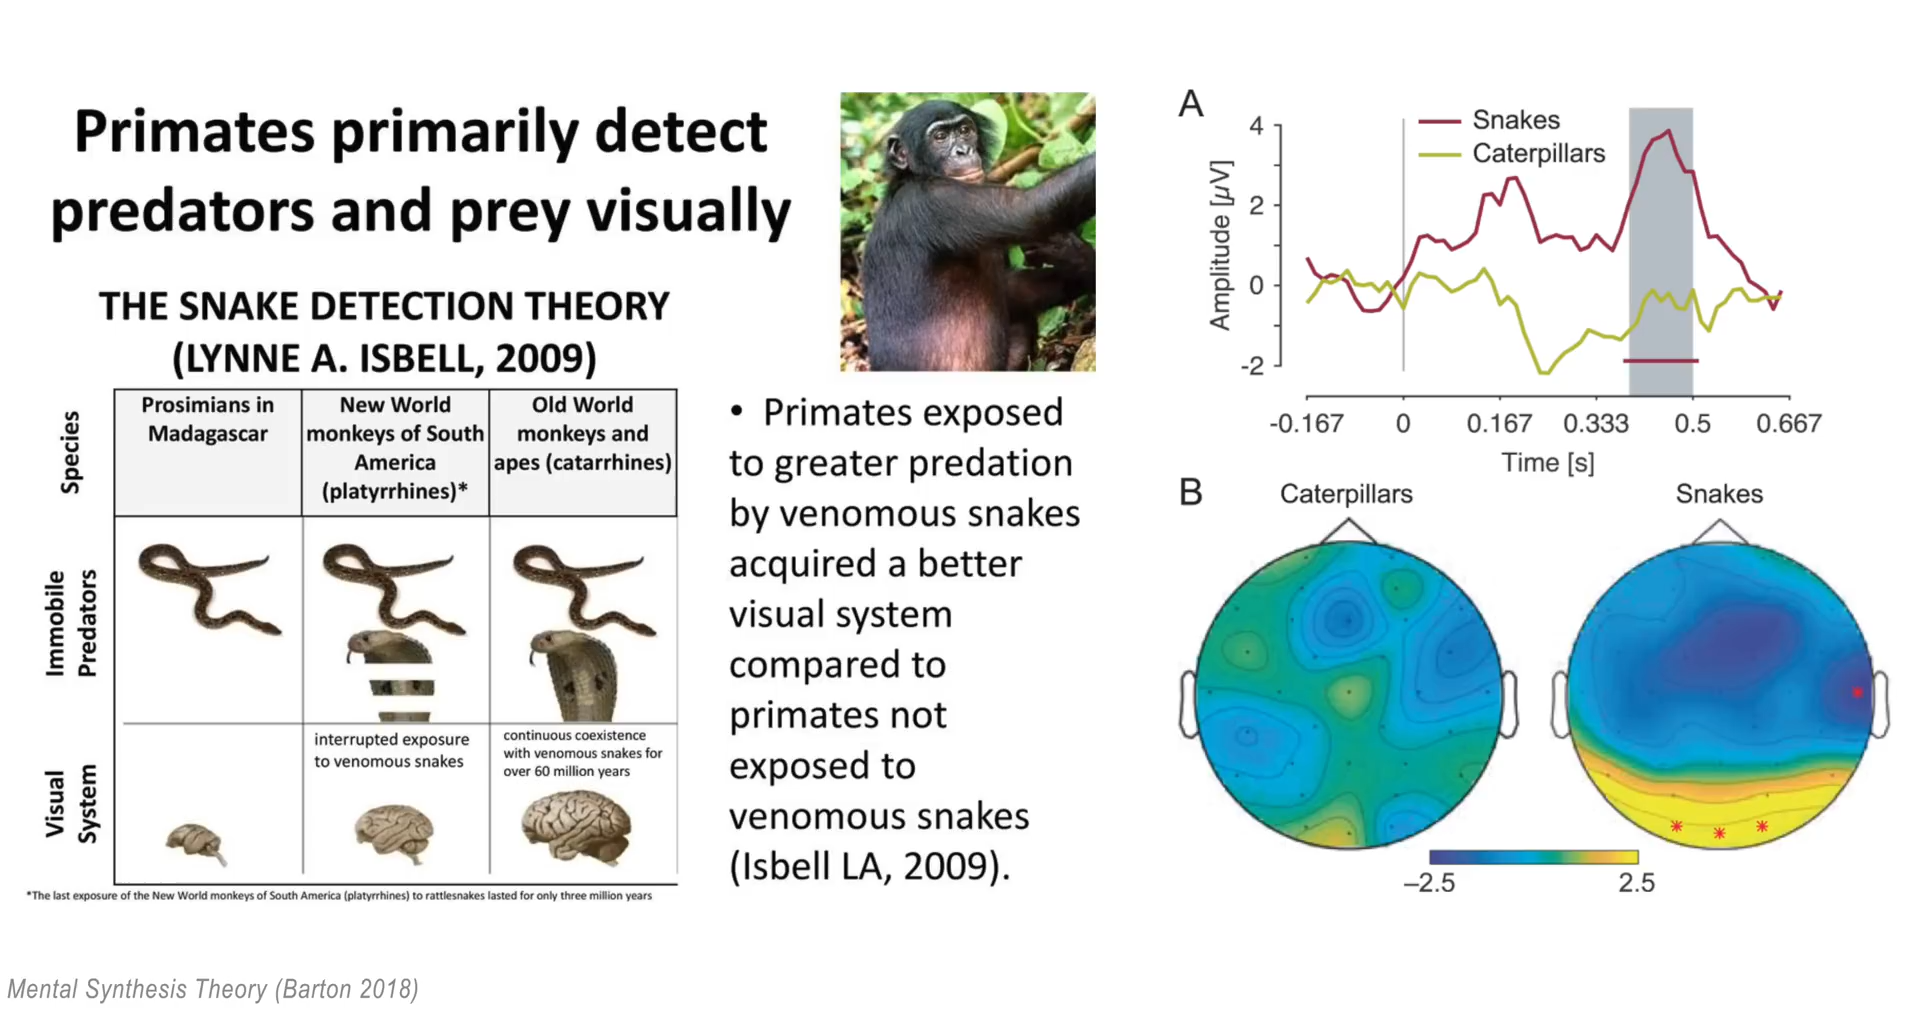 Primates primarily detect
predators and prey visually
THE SNAKE DETECTION THEORY
(LYNNE A. ISBELL, 2009)
Species
Prosimians in
Madagascar
New World
monkeys of South
America
(platyrrhines)*
Old World
monkeys and
apes (catarrhines)
Immobile
Predators
Visual
System
interrupted exposure
to venomous snakes
continuous coexistence
with venomous snakes for
over 60 million years
*The last exposure of the New World monkeys of South America (platyrrhines) to rattlesnakes lasted for only three million years
• Primates exposed
to greater predation
by venomous snakes
acquired a better
visual system
compared to
primates not
exposed to
venomous snakes
(Isbell LA, 2009).
A
Snakes
Caterpillars
Amplitude [µV]
4
2
0
-2
-0.167 0 0.167 0.333 0.5 0.667
Time [s]
B
Caterpillars
Snakes
–2.5 2.5
Mental Synthesis Theory (Barton 2018)